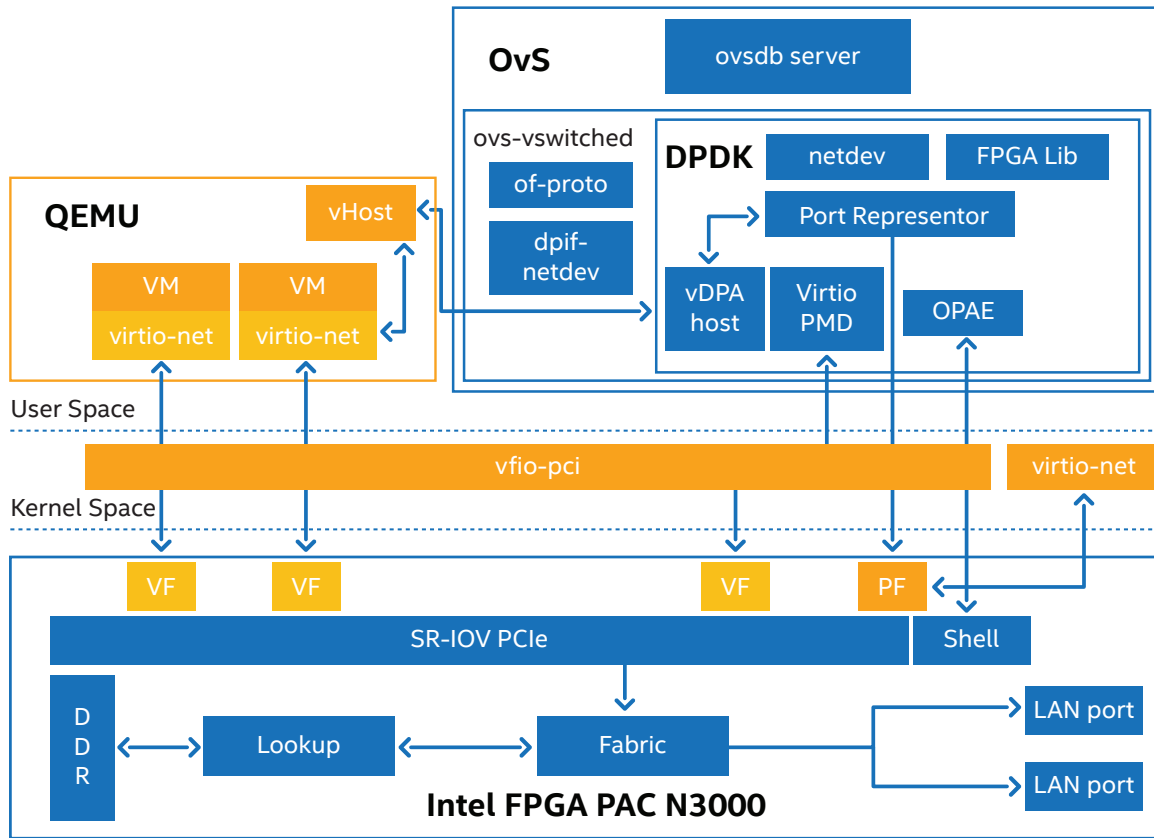 OvS
ovsdb server
ovs-vswitched
of-proto
dpif-
netdev
DPDK
netdev
FPGA Lib
Port Representor
vDPA
host
Virtio
PMD
OPAE
QEMU
vHost
VM
virtio-net
VM
virtio-net
User Space
vfio-pci
virtio-net
Kernel Space
VF
VF
VF
PF
SR-IOV PCIe
Shell
D
D
R
Lookup
Fabric
LAN port
LAN port
Intel FPGA PAC N3000